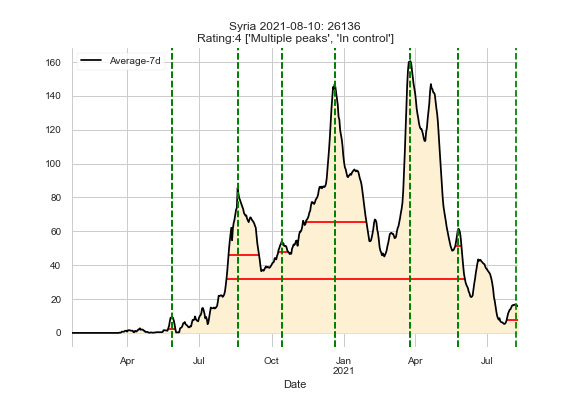 Syria 2021-08-10: 26136
Rating:4 ['Multiple peaks', 'In control']
Average-7d
160
140
120
100
80
60
40
20
0
Apr Jul Oct Jan Apr Jul
2021
Date